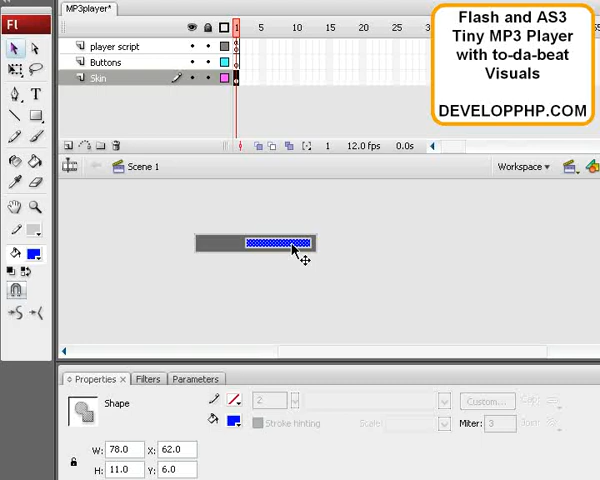 MP3player*
Fl
1 5 10 15 20 25 30
player script
Buttons
Skin
Flash and AS3
Tiny MP3 Player
with to-da-beat
Visuals
DEVELOPPHP.COM
1 12.0 fps 0.0s
Scene 1
Workspace
Properties × Filters Parameters
Shape
2
Custom...
Stroke hinting
Scale:
Miter: 3
W: 78.0 X: 62.0
H: 11.0 Y: 6.0